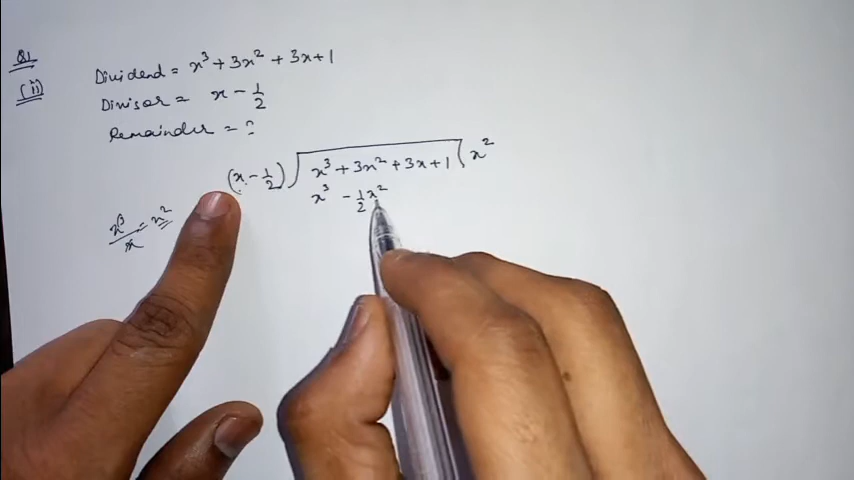 Q1
(ii)
Dividend = x³ + 3x² + 3x + 1
Divisor = x - 1/2
Remainder = ?
(x - 1/2) x³ + 3x² + 3x + 1 ( x²
x³ - 1/2 x²
x³/x = x²